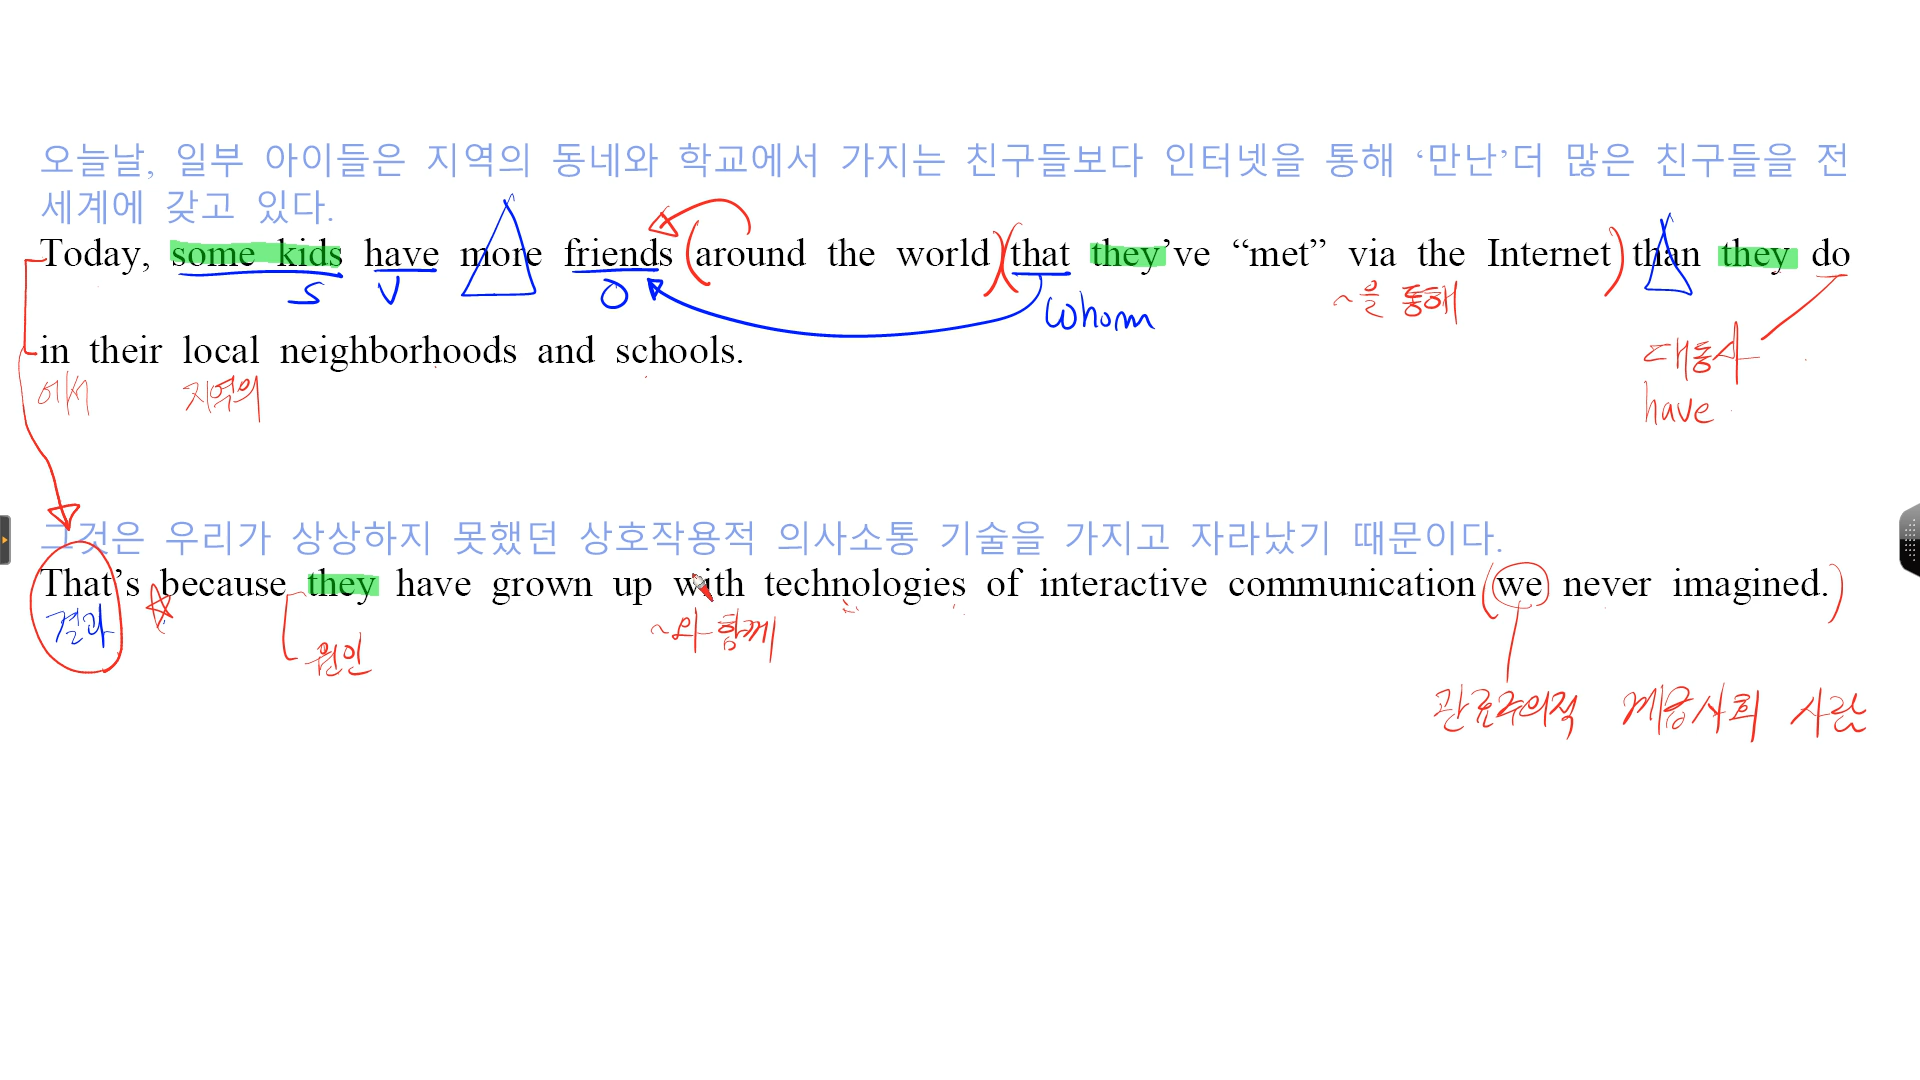 오늘날, 일부 아이들은 지역의 동네와 학교에서 가지는 친구들보다 인터넷을 통해 ‘만난’더 많은 친구들을 전
세계에 갖고 있다.
Today, some kids have more friends (around the world)(that they’ve “met” via the Internet) than they do
S V O whom ~을 통해
in their local neighborhoods and schools.
에서 지역의 대동사
have
그것은 우리가 상상하지 못했던 상호작용적 의사소통 기술을 가지고 자라났기 때문이다.
That’s because they have grown up with technologies of interactive communication (we never imagined.)
결과 원인 ~와 함께
관료주의적 계층사회 사람